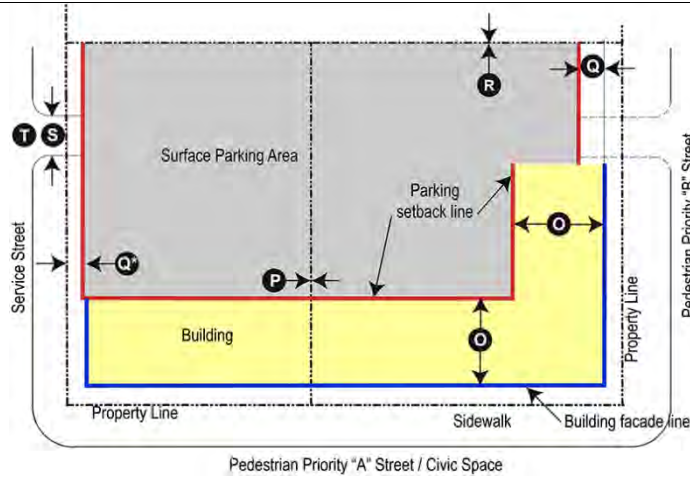 R
Q
T S
Surface Parking Area
Parking
setback line
O
Service Street
Pedestrian Priority "B" Street
Q*
P
Building
O
Property Line
Property Line
Sidewalk
Building facade line
Pedestrian Priority "A" Street / Civic Space